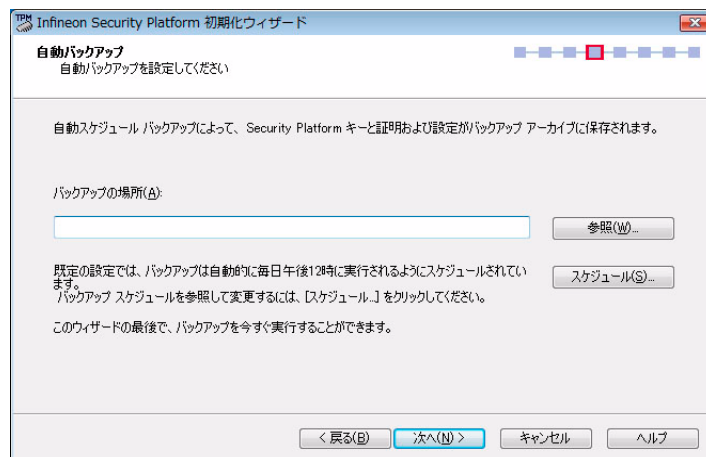 TPM
Infineon Security Platform 初期化ウィザード
自動バックアップ
自動バックアップを設定してください
自動スケジュール バックアップによって、Security Platform キーと証明および設定がバックアップ アーカイブに保存されます。
バックアップの場所(A):
参照(W)...
既定の設定では、バックアップは自動的に毎日午後12時に実行されるようにスケジュールされてい
ます。
バックアップ スケジュールを参照して変更するには、[スケジュール...] をクリックしてください。
スケジュール(S)...
このウィザードの最後で、バックアップを今すぐ実行することができます。
< 戻る(B)
次へ(N) >
キャンセル
ヘルプ